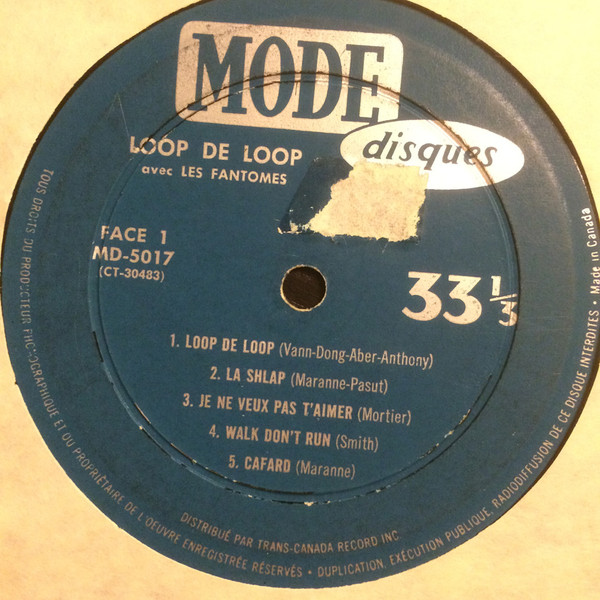 MODE
disques
LOOP DE LOOP
avec LES FANTOMES
FACE 1
MD-5017
(CT-30483)
33 1/3
1. LOOP DE LOOP (Vann-Dong-Aber-Anthony)
2. LA SHLAP (Maranne-Pasut)
3. JE NE VEUX PAS T'AIMER (Mortier)
4. WALK DON'T RUN (Smith)
5. CAFARD (Maranne)
DISTRIBUÉ PAR TRANS-CANADA RECORD INC.
TOUS DROITS DU PRODUCTEUR PHONOGRAPHIQUE ET DU PROPRIÉTAIRE DE L'OEUVRE ENREGISTRÉE RÉSERVÉS • DUPLICATION, EXÉCUTION PUBLIQUE, RADIODIFFUSION DE CE DISQUE INTERDITES • Made in Canada